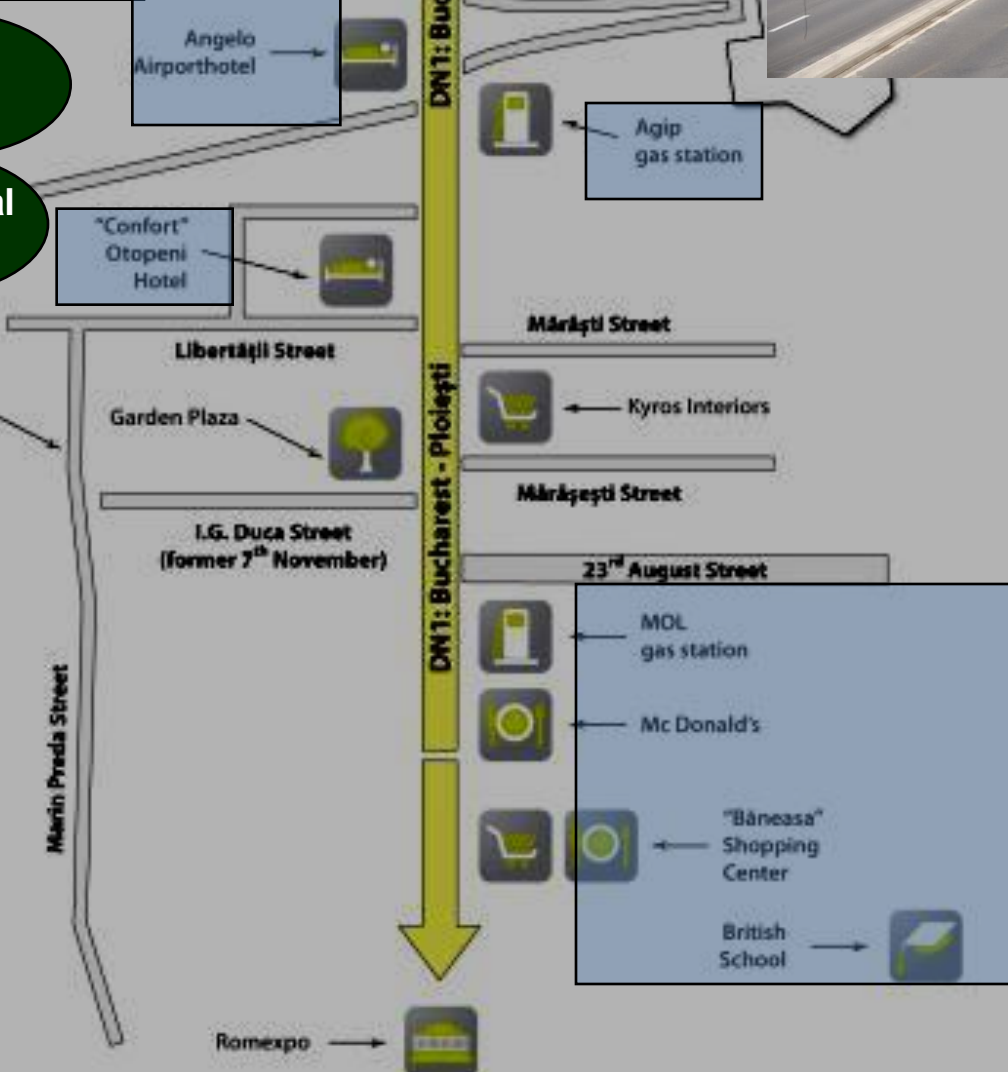 Angelo
Airporthotel
DN1: Buc
Agip
gas station
al
"Confort"
Otopeni
Hotel
Mărăşti Street
Libertăţii Street
Garden Plaza
Kyros Interiors
DN1: Bucharest - Ploieşti
Mărăşeşti Street
I.G. Duca Street
(former 7th November)
23rd August Street
MOL
gas station
Mc Donald's
Marin Preda Street
"Băneasa"
Shopping
Center
British
School
Romexpo